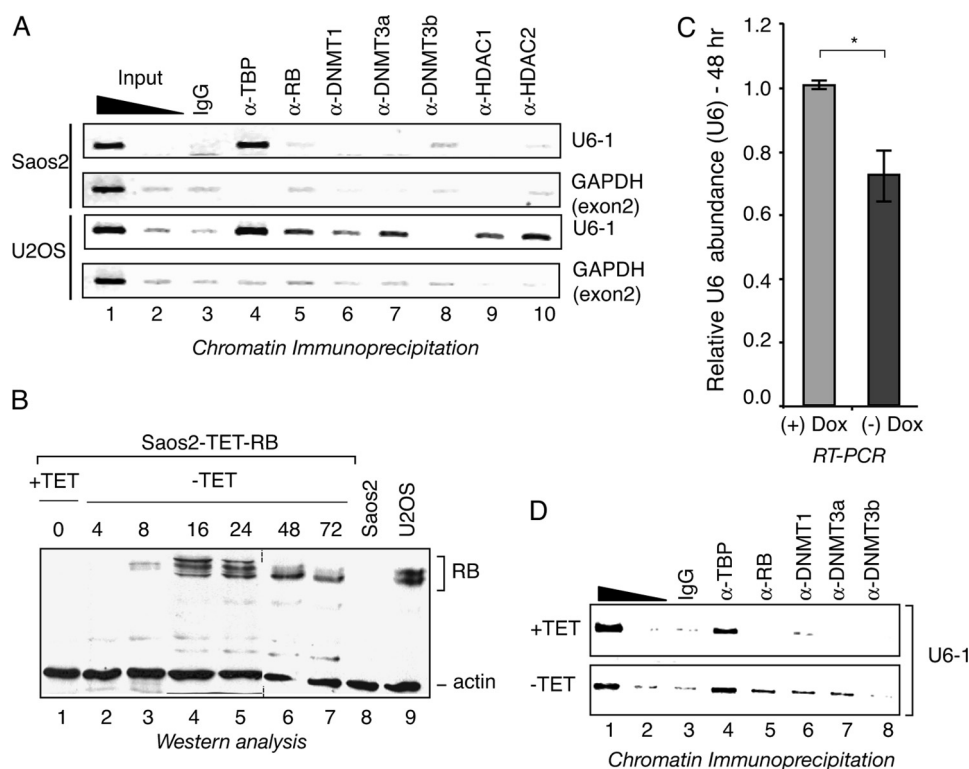 A
Input
IgG
α-TBP
α-RB
α-DNMT1
α-DNMT3a
α-DNMT3b
α-HDAC1
α-HDAC2
Saos2
U6-1
GAPDH
(exon2)
U2OS
U6-1
GAPDH
(exon2)
1 2 3 4 5 6 7 8 9 10
Chromatin Immunoprecipitation
B
Saos2-TET-RB
+TET -TET
Saos2
U2OS
0 4 8 16 24 48 72
RB
actin
1 2 3 4 5 6 7 8 9
Western analysis
C
Relative U6 abundance (U6) - 48 hr
1.2
*
1.0
0.8
0.6
0.4
0.2
0.0
(+) Dox (-) Dox
RT-PCR
D
IgG
α-TBP
α-RB
α-DNMT1
α-DNMT3a
α-DNMT3b
+TET
-TET
U6-1
1 2 3 4 5 6 7 8
Chromatin Immunoprecipitation